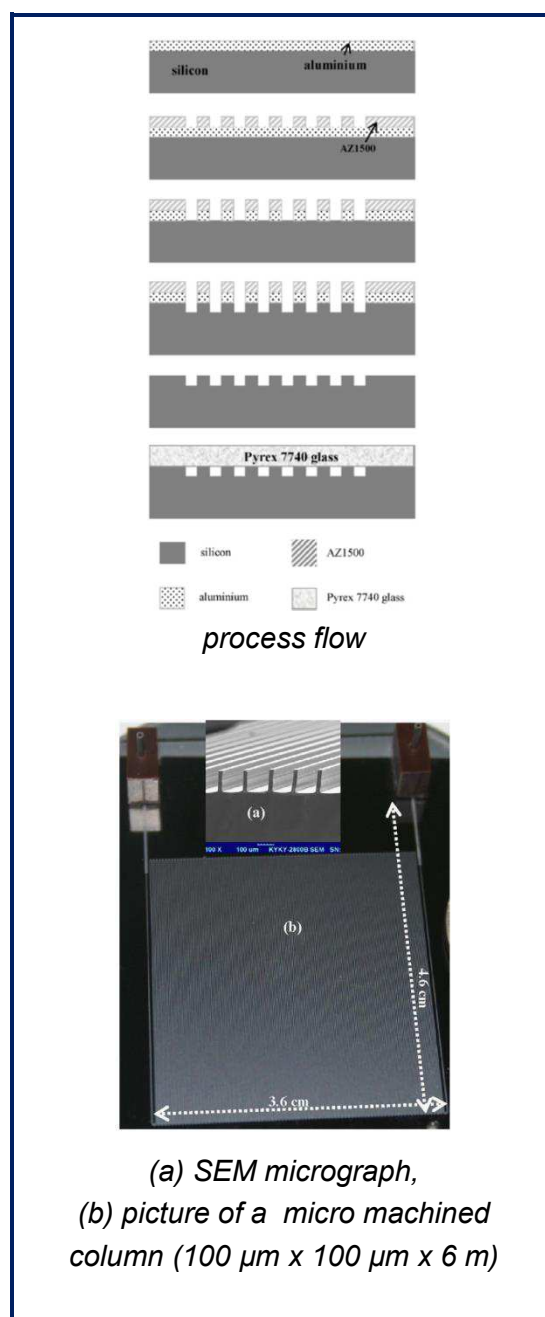 aluminium
silicon
AZ1500
Pyrex 7740 glass
silicon AZ1500
aluminium Pyrex 7740 glass
process flow
(a)
100 X 100 um KYKY-2800B SEM SN:
(b)
4.6 cm
3.6 cm
(a) SEM micrograph,
(b) picture of a micro machined
column (100 µm x 100 µm x 6 m)